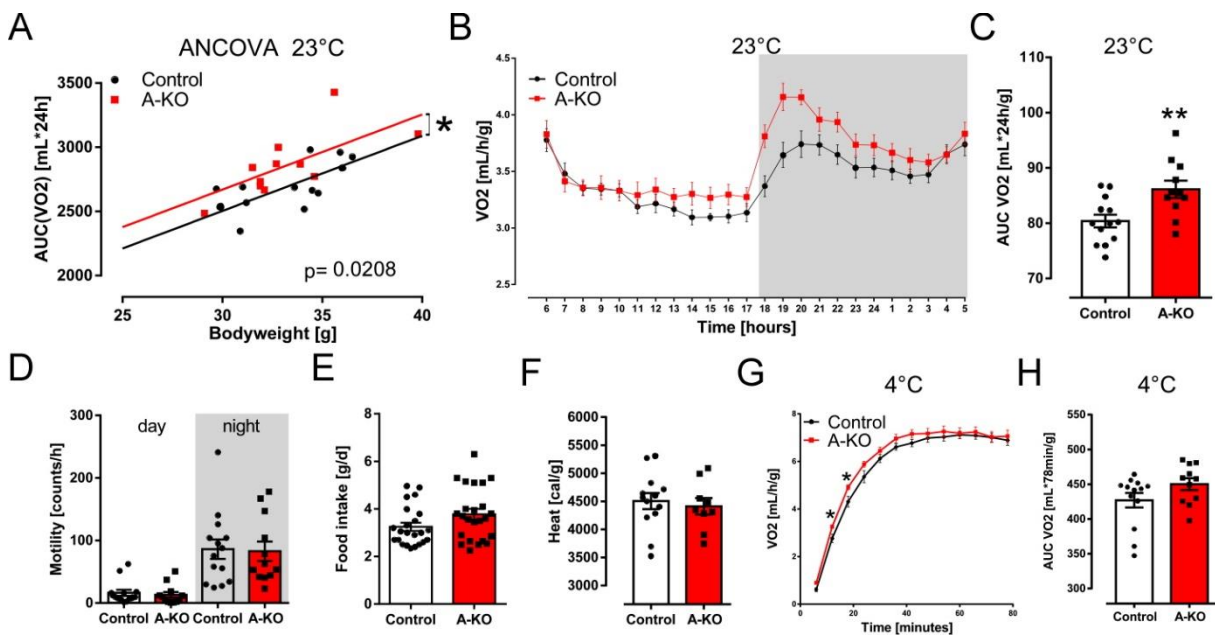 A
ANCOVA 23°C
Control
A-KO
AUC(VO2) [mL*24h]
3500
3000
2500
2000
*
p= 0.0208
25 30 35 40
Bodyweight [g]
B
23°C
Control
A-KO
VO2 [mL/h/g]
4.5
4.0
3.5
3.0
2.5
6 7 8 9 10 11 12 13 14 15 16 17 18 19 20 21 22 23 24 1 2 3 4 5
Time [hours]
C
23°C
AUC VO2 [mL*24h/g]
110
100
90
80
70
**
Control A-KO
D
Motility [counts/h]
300
200
100
0
day night
Control A-KO Control A-KO
E
Food intake [g/d]
8
6
4
2
0
Control A-KO
F
Heat [cal/g]
6000
5500
5000
4500
4000
3500
3000
Control A-KO
G
4°C
Control
A-KO
VO2 [mL/h/g]
8
6
4
2
0
* *
0 20 40 60 80
Time [minutes]
H
4°C
AUC VO2 [mL*78min/g]
550
500
450
400
350
300
Control A-KO